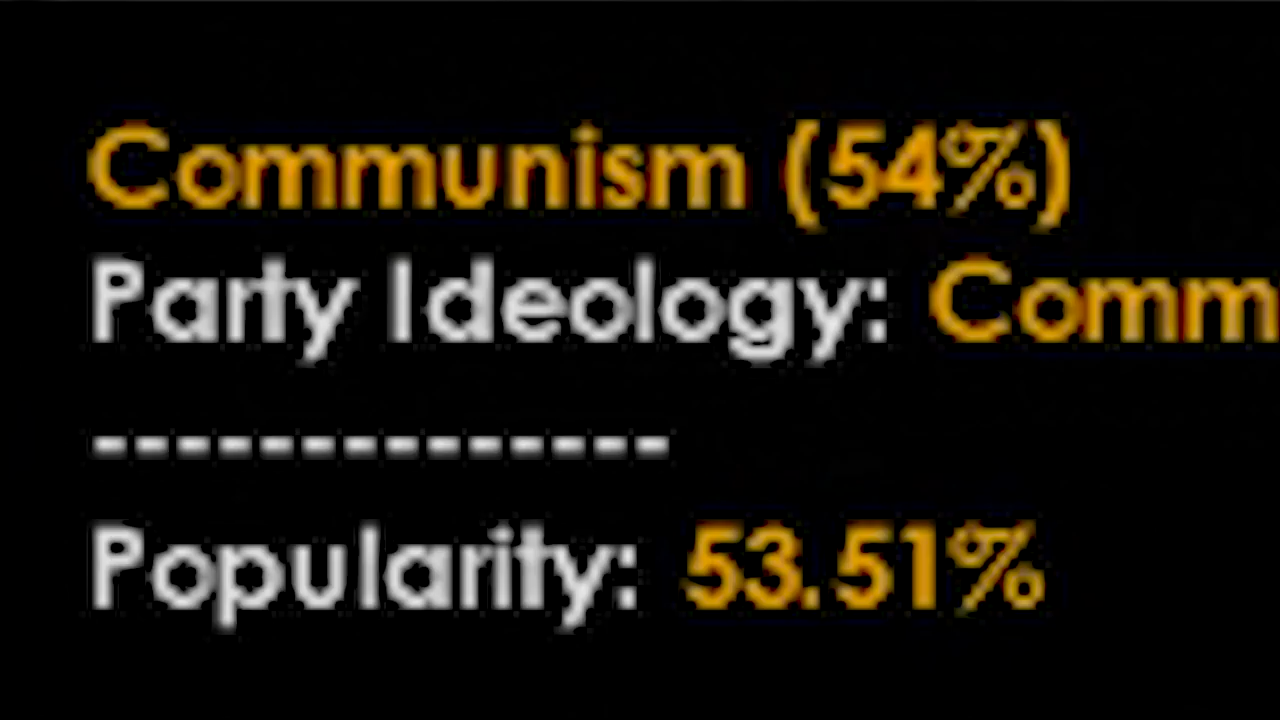 Communism (54%)
Party Ideology: Comm
---------------
Popularity: 53.51%